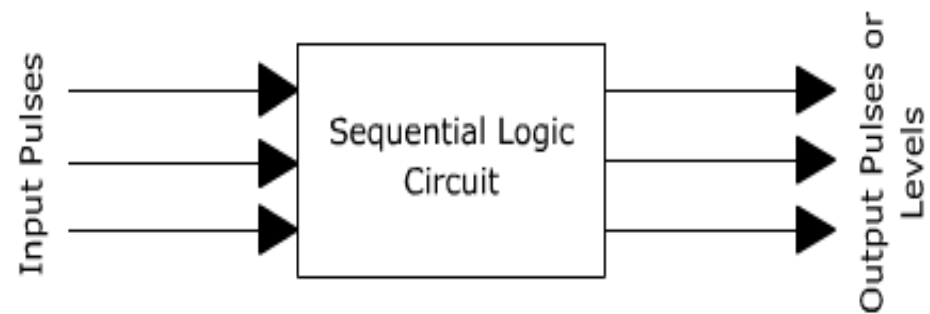 Input Pulses
Sequential Logic
Circuit
Output Pulses or
Levels